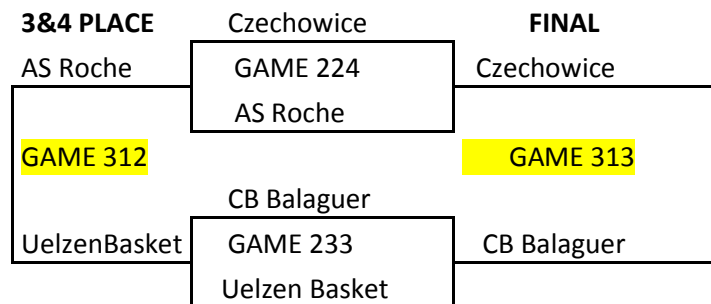 3&4 PLACE Czechowice FINAL
AS Roche GAME 224 Czechowice
AS Roche
GAME 312 GAME 313
CB Balaguer
UelzenBasket GAME 233 CB Balaguer
Uelzen Basket